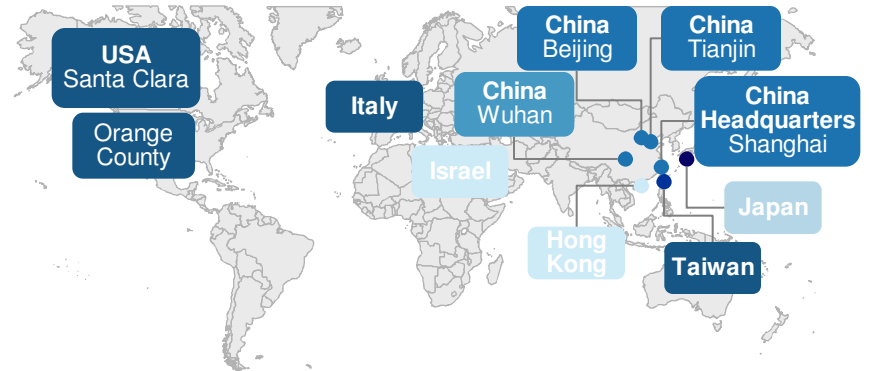 USA
Santa Clara
Orange
County
Italy
Israel
China
Wuhan
China
Beijing
China
Tianjin
China
Headquarters
Shanghai
Japan
Hong
Kong
Taiwan